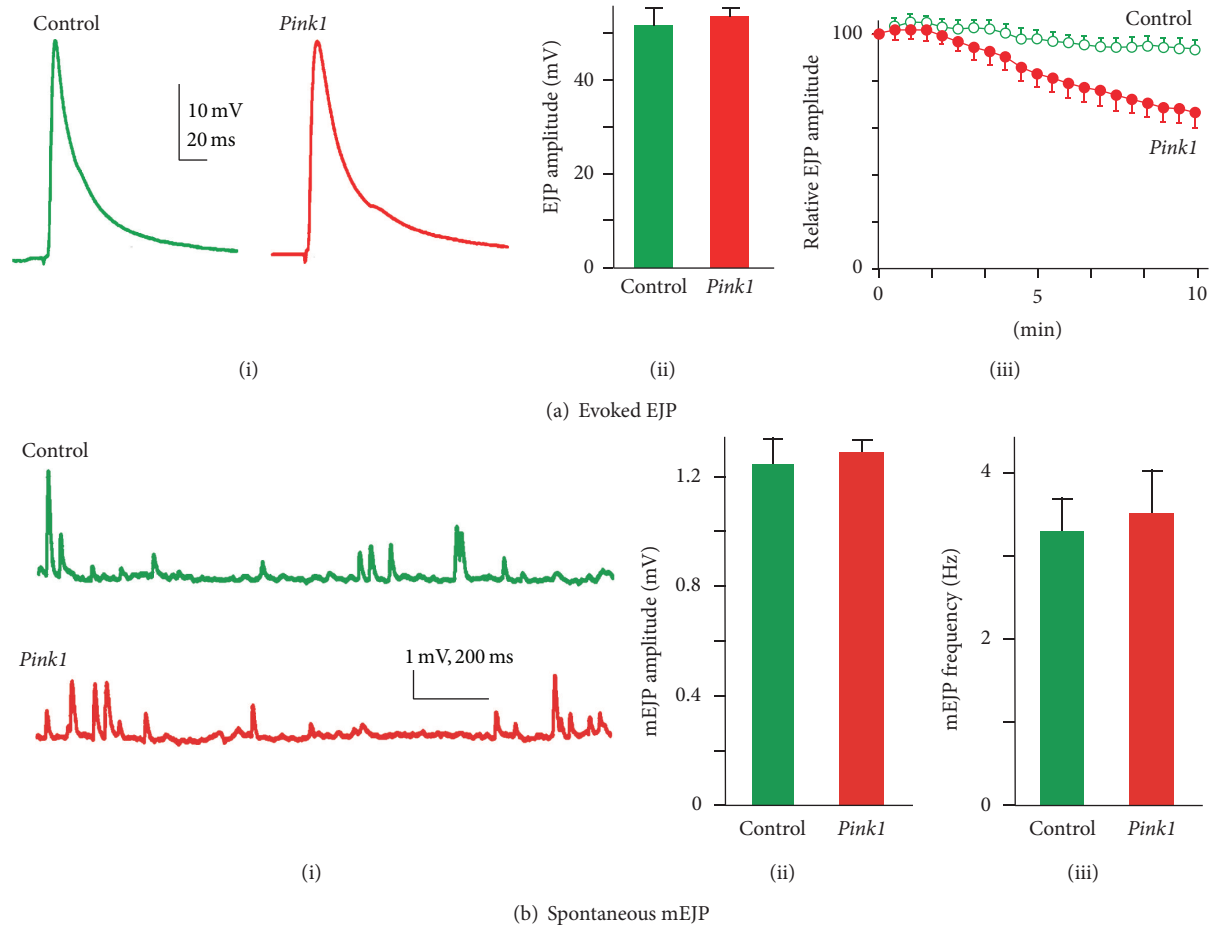 Control
Pink1
10 mV
20 ms
(i)
EJP amplitude (mV)
40
20
0
Control
Pink1
(ii)
Relative EJP amplitude
100
0
Control
Pink1
0
5
10
(min)
(iii)
(a) Evoked EJP
Control
Pink1
1 mV, 200 ms
(i)
mEJP amplitude (mV)
1.2
0.8
0.4
0
Control
Pink1
(ii)
mEJP frequency (Hz)
4
2
0
Control
Pink1
(iii)
(b) Spontaneous mEJP